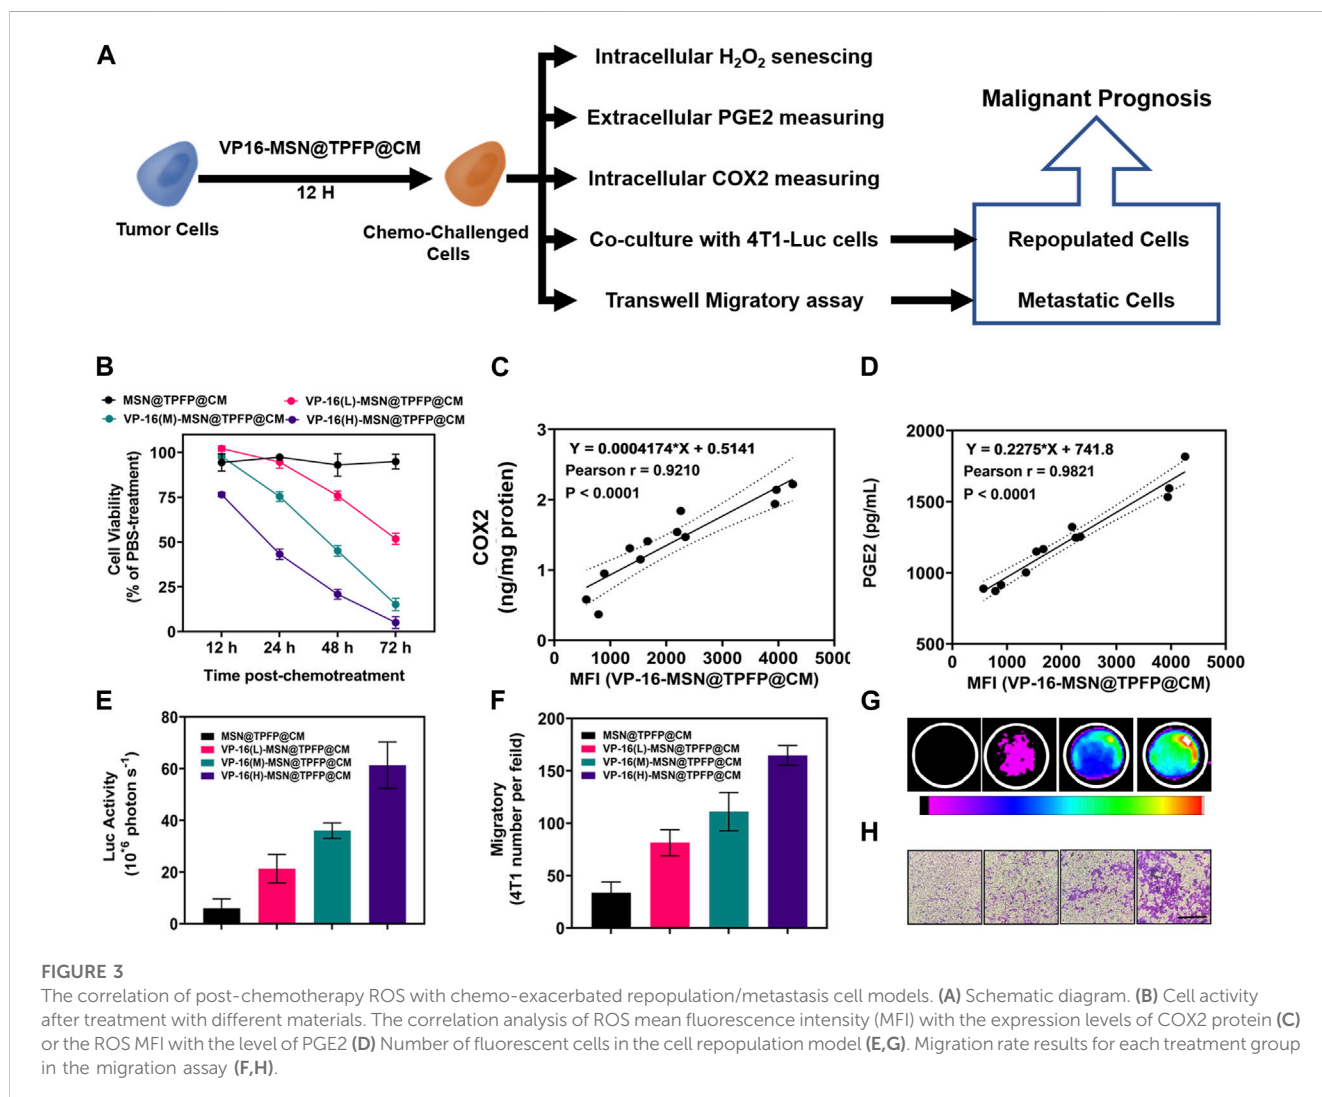 A
Intracellular H₂O₂ senescing
Extracellular PGE2 measuring
Malignant Prognosis
VP16-MSN@TPFP@CM
12 H
Intracellular COX2 measuring
Tumor Cells
Chemo-Challenged
Cells
Co-culture with 4T1-Luc cells
Repopulated Cells
Transwell Migratory assay
Metastatic Cells
B
MSN@TPFP@CM
VP-16(L)-MSN@TPFP@CM
VP-16(M)-MSN@TPFP@CM
VP-16(H)-MSN@TPFP@CM
Cell Viability
(% of PBS-treatment)
100
75
50
25
0
12 h 24 h 48 h 72 h
Time post-chemotreatment
C
Y = 0.0004174*X + 0.5141
Pearson r = 0.9210
P < 0.0001
COX2
(ng/mg protien)
3
2
1
0
0 1000 2000 3000 4000 5000
MFI (VP-16-MSN@TPFP@CM)
D
Y = 0.2275*X + 741.8
Pearson r = 0.9821
P < 0.0001
PGE2 (pg/mL)
2000
1500
1000
500
0 1000 2000 3000 4000 5000
MFI (VP-16-MSN@TPFP@CM)
E
MSN@TPFP@CM
VP-16(L)-MSN@TPFP@CM
VP-16(M)-MSN@TPFP@CM
VP-16(H)-MSN@TPFP@CM
Luc Activity
(10*6 photon s-1)
80
60
40
20
0
F
MSN@TPFP@CM
VP-16(L)-MSN@TPFP@CM
VP-16(M)-MSN@TPFP@CM
VP-16(H)-MSN@TPFP@CM
Migratory
(4T1 number per feild)
200
150
100
50
0
G
H
FIGURE 3
The correlation of post-chemotherapy ROS with chemo-exacerbated repopulation/metastasis cell models. (A) Schematic diagram. (B) Cell activity
after treatment with different materials. The correlation analysis of ROS mean fluorescence intensity (MFI) with the expression levels of COX2 protein (C)
or the ROS MFI with the level of PGE2 (D) Number of fluorescent cells in the cell repopulation model (E,G). Migration rate results for each treatment group
in the migration assay (F,H).